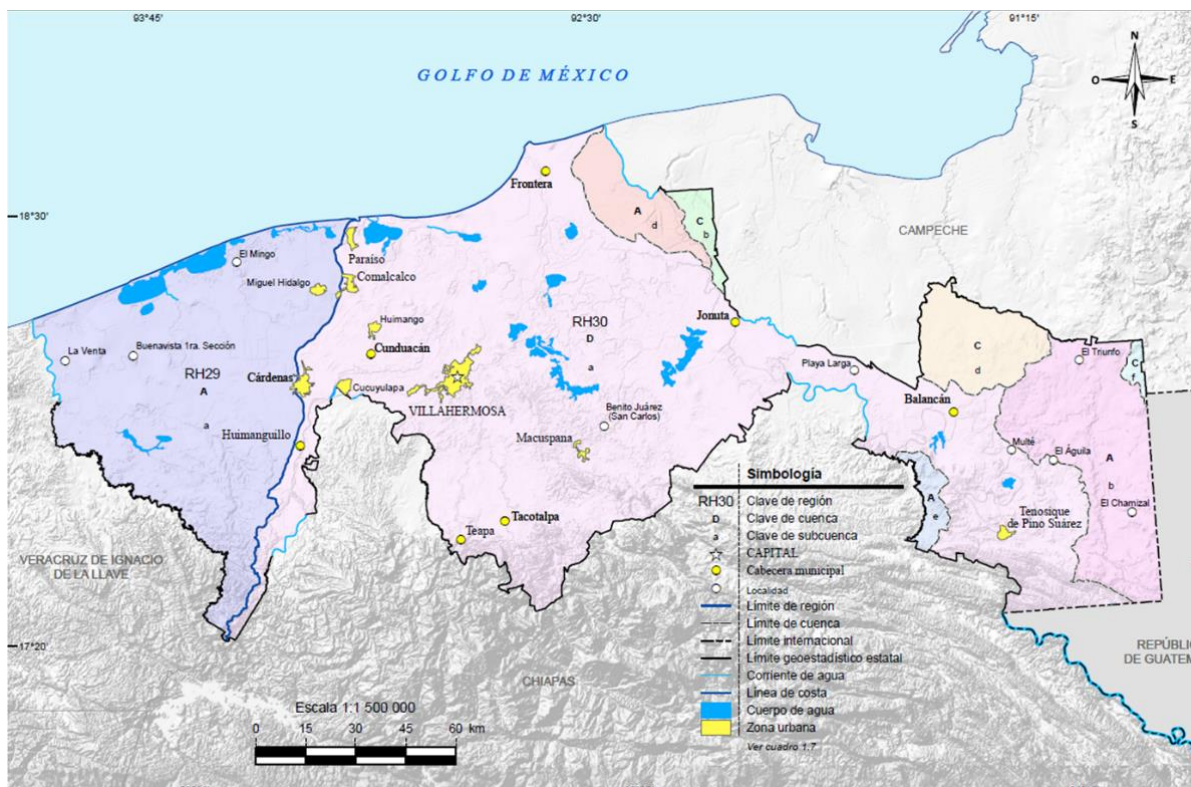 93°45'
92°30'
91°15'
GOLFO DE MÉXICO
N
O
E
S
18°30'
Frontera
A
d
C
b
CAMPECHE
El Mingo
Paraíso
Miguel Hidalgo
Comalcalco
Huimango
RH30
D
a
Jonuta
Cunduacán
La Venta
Buenavista 1ra. Sección
RH29
A
a
Cárdenas
Cucuyulapa
VILLAHERMOSA
Playa Larga
C
d
El Triunfo
C
f
Balancán
Benito Juárez
(San Carlos)
Huimanguillo
Macuspana
Multé
El Águila
A
b
A
e
El Chamizal
Tenosique
de Pino Suárez
Tacotalpa
Teapa
VERACRUZ DE IGNACIO
DE LA LLAVE
17°20'
CHIAPAS
REPÚBLIC
DE GUATEM
Simbología
RH30 Clave de región
D Clave de cuenca
a Clave de subcuenca
CAPITAL
Cabecera municipal
Localidad
Límite de región
Límite de cuenca
Límite internacional
Límite geoestadístico estatal
Corriente de agua
Línea de costa
Cuerpo de agua
Zona urbana
Ver cuadro 1.7
Escala 1:1 500 000
0 15 30 45 60 km